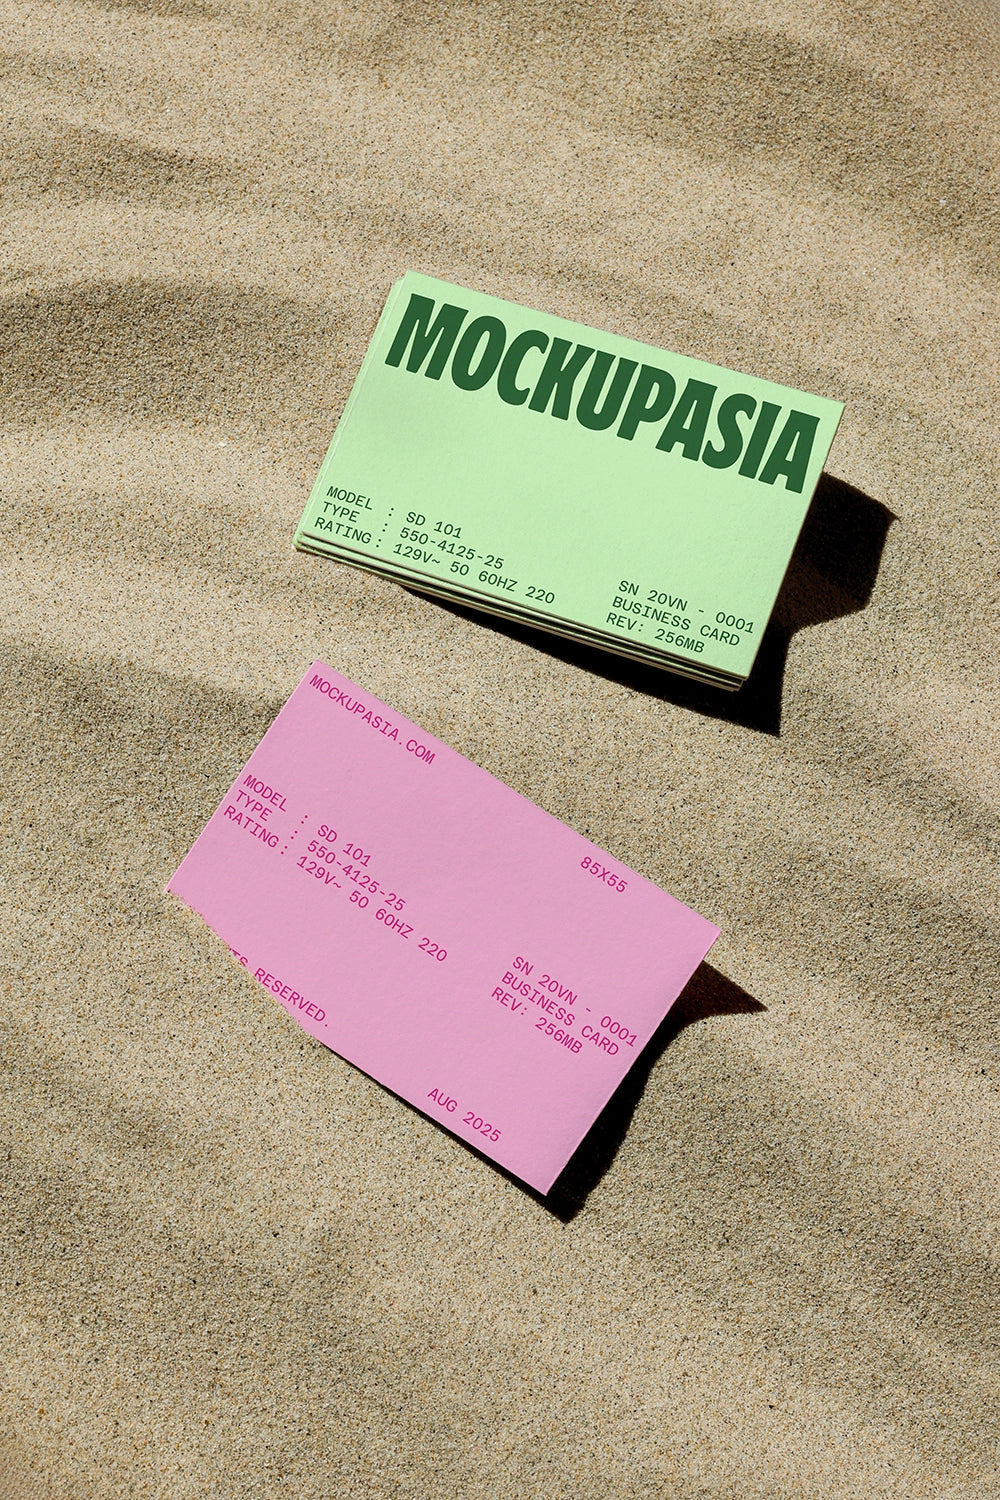 MOCKUPASIA
MODEL : SD 101
TYPE : 550-4125-25
RATING: 129V~ 50 60HZ 220
SN 20VN - 0001
BUSINESS CARD
REV: 256MB
MOCKUPASIA.COM
85X55
MODEL : SD 101
TYPE : 550-4125-25
RATING: 129V~ 50 60HZ 220
SN 20VN - 0001
BUSINESS CARD
REV: 256MB
RESERVED.
AUG 2025